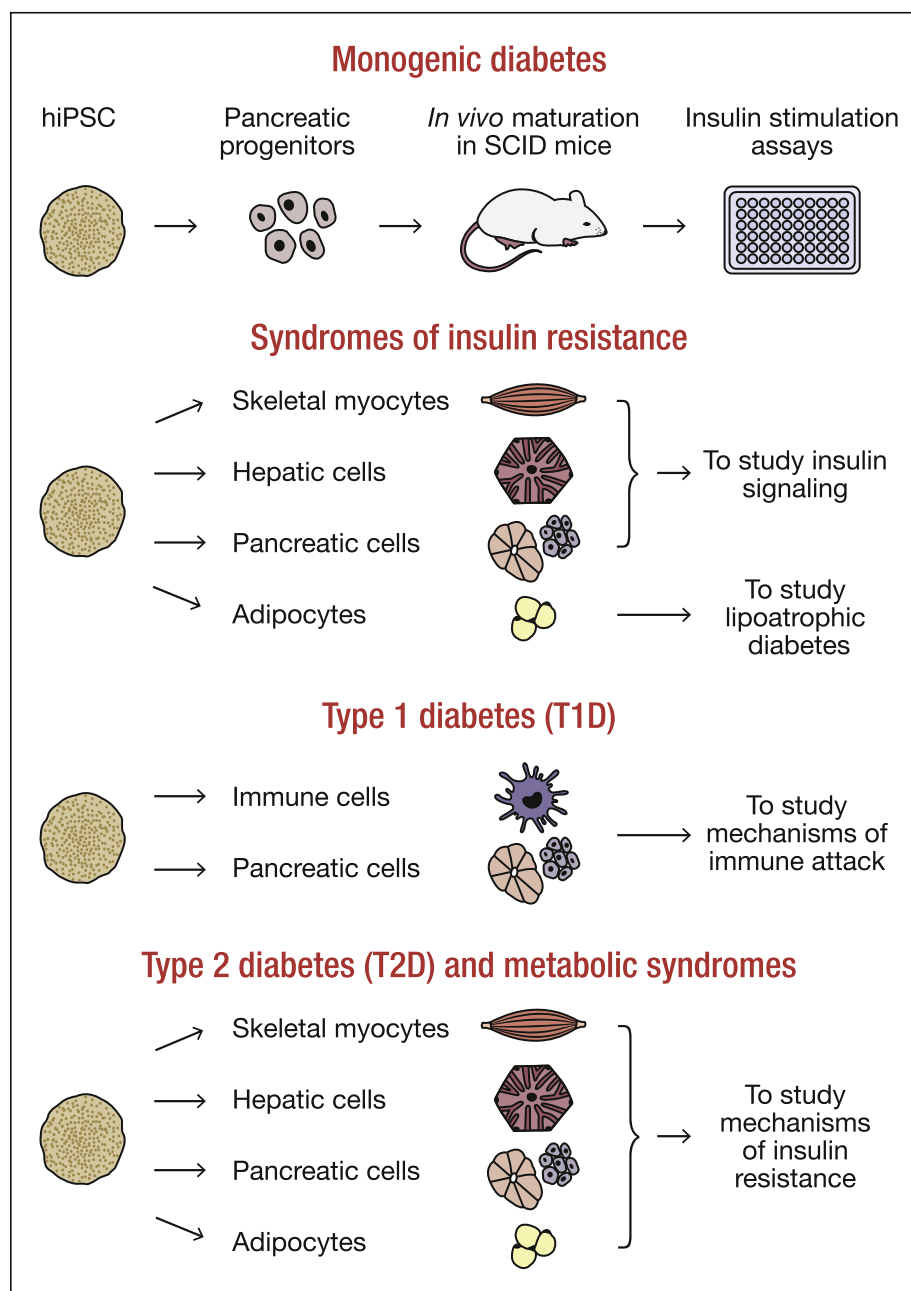 Monogenic diabetes
hiPSC
Pancreatic
progenitors
In vivo maturation
in SCID mice
Insulin stimulation
assays
Syndromes of insulin resistance
Skeletal myocytes
Hepatic cells
Pancreatic cells
Adipocytes
To study insulin
signaling
To study
lipoatrophic
diabetes
Type 1 diabetes (T1D)
Immune cells
Pancreatic cells
To study
mechanisms of
immune attack
Type 2 diabetes (T2D) and metabolic syndromes
Skeletal myocytes
Hepatic cells
Pancreatic cells
Adipocytes
To study
mechanisms
of insulin
resistance